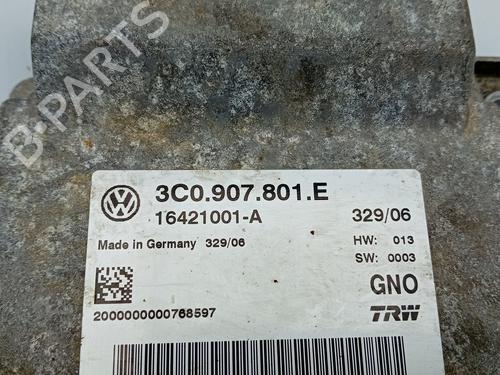 B-PARTS
3C0.907.801.E
16421001-A 329/06
Made in Germany 329/06 HW: 013
SW: 0003
GNO
2000000000768597 TRW